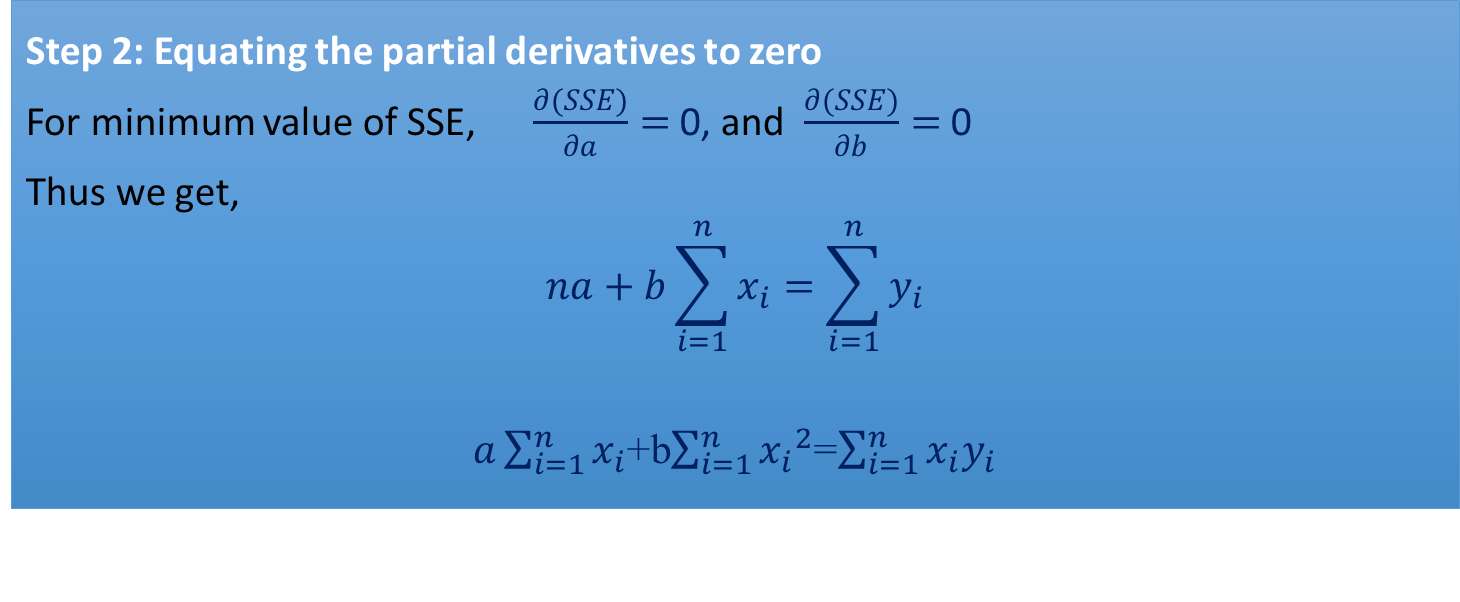 Step 2: Equating the partial derivatives to zero
For minimum value of SSE, ∂(SSE)/∂a = 0, and ∂(SSE)/∂b = 0
Thus we get,
na + b ∑_{i=1}^{n} x_i = ∑_{i=1}^{n} y_i
a ∑_{i=1}^{n} x_i+b∑_{i=1}^{n} x_i^2=∑_{i=1}^{n} x_i y_i